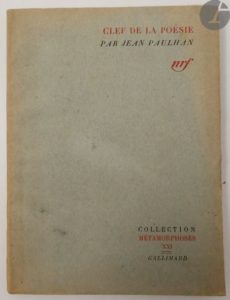 CLEF DE LA POÉSIE
PAR JEAN PAULHAN
nrf
COLLECTION
MÉTAMORPHOSES
XXI
GALLIMARD